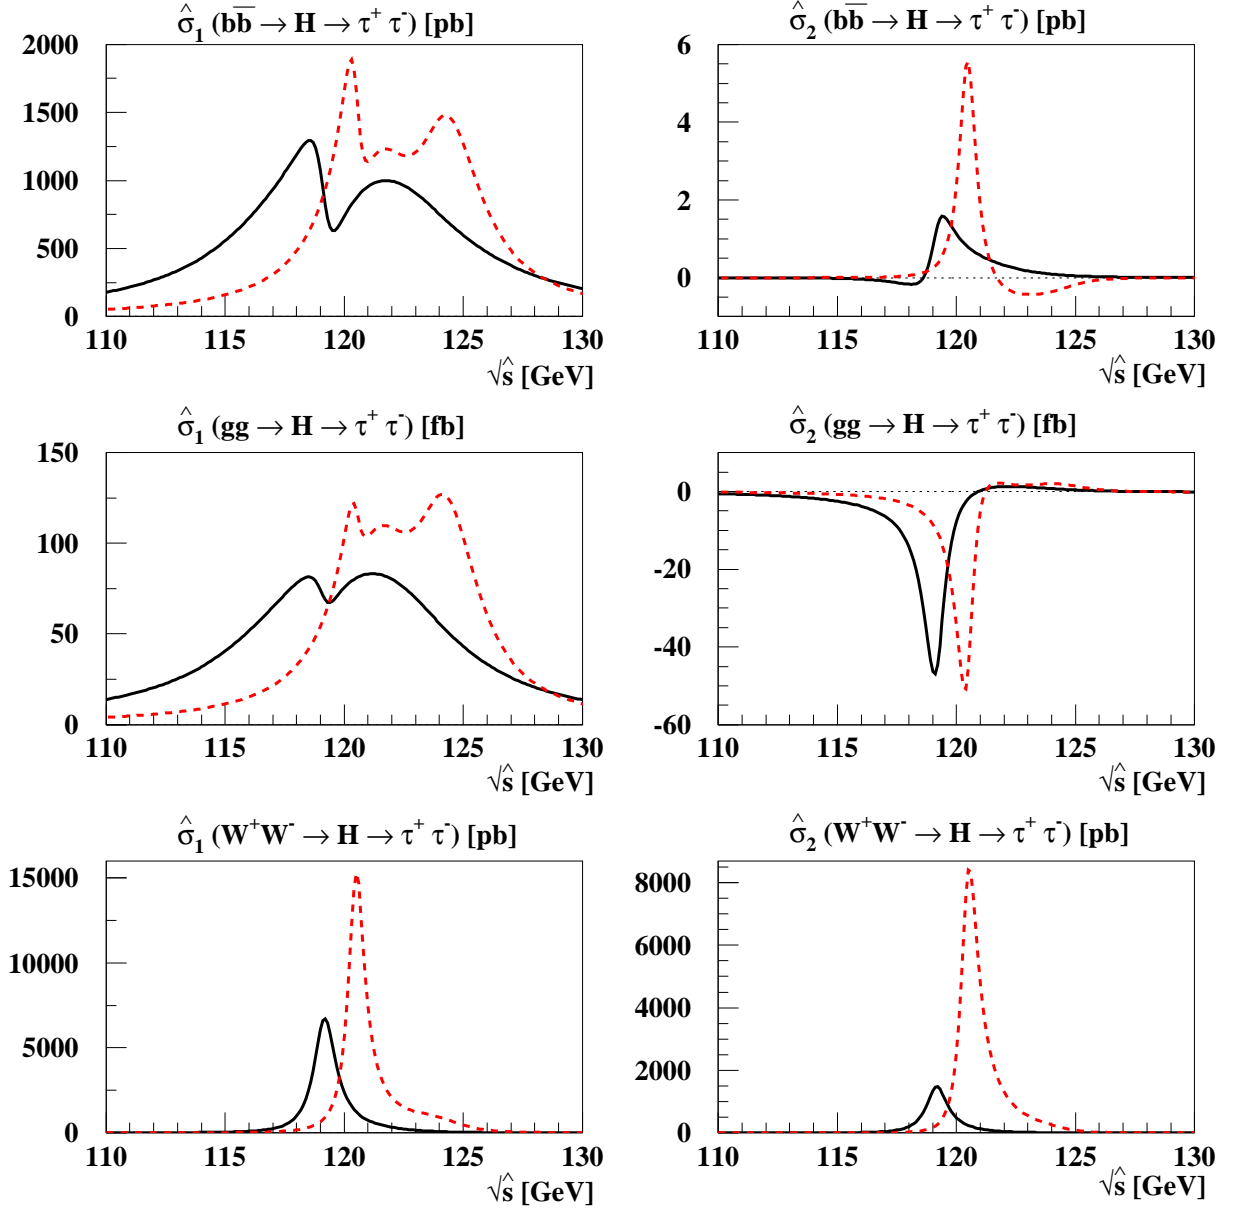 σ̂₁ (bb̅ → H → τ⁺ τ⁻) [pb]
2000
1500
1000
500
0
110 115 120 125 130
√ŝ [GeV]
σ̂₂ (bb̅ → H → τ⁺ τ⁻) [pb]
6
4
2
0
110 115 120 125 130
√ŝ [GeV]
σ̂₁ (gg → H → τ⁺ τ⁻) [fb]
150
100
50
0
110 115 120 125 130
√ŝ [GeV]
σ̂₂ (gg → H → τ⁺ τ⁻) [fb]
0
-20
-40
-60
110 115 120 125 130
√ŝ [GeV]
σ̂₁ (W⁺W⁻ → H → τ⁺ τ⁻) [pb]
15000
10000
5000
0
110 115 120 125 130
√ŝ [GeV]
σ̂₂ (W⁺W⁻ → H → τ⁺ τ⁻) [pb]
8000
6000
4000
2000
0
110 115 120 125 130
√ŝ [GeV]